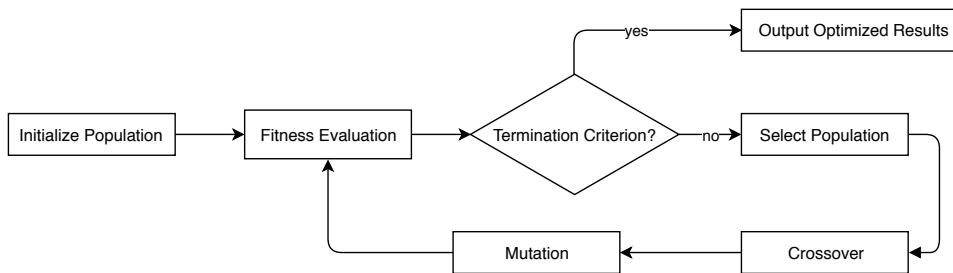 yes
Output Optimized Results
Initialize Population
Fitness Evaluation
Termination Criterion?
no
Select Population
Mutation
Crossover